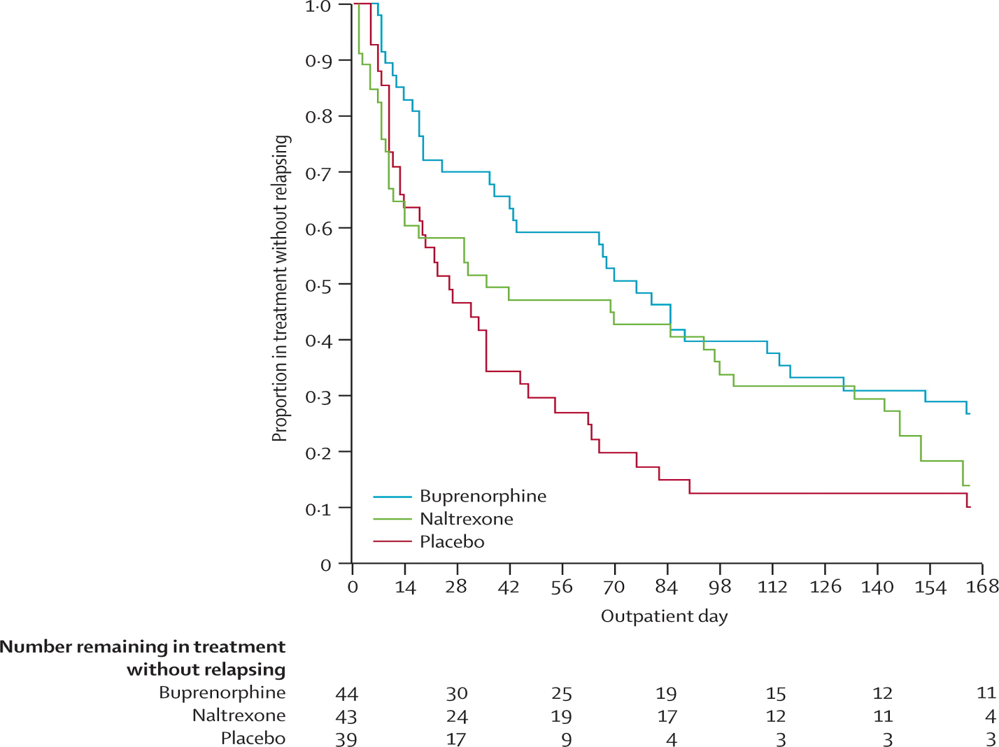 1·0
0·9
0·8
0·7
0·6
0·5
0·4
0·3
0·2
0·1
0
Proportion in treatment without relapsing
Buprenorphine
Naltrexone
Placebo
0 14 28 42 56 70 84 98 112 126 140 154 168
Outpatient day
Number remaining in treatment
without relapsing
Buprenorphine 44 30 25 19 15 12 11
Naltrexone 43 24 19 17 12 11 4
Placebo 39 17 9 4 3 3 3